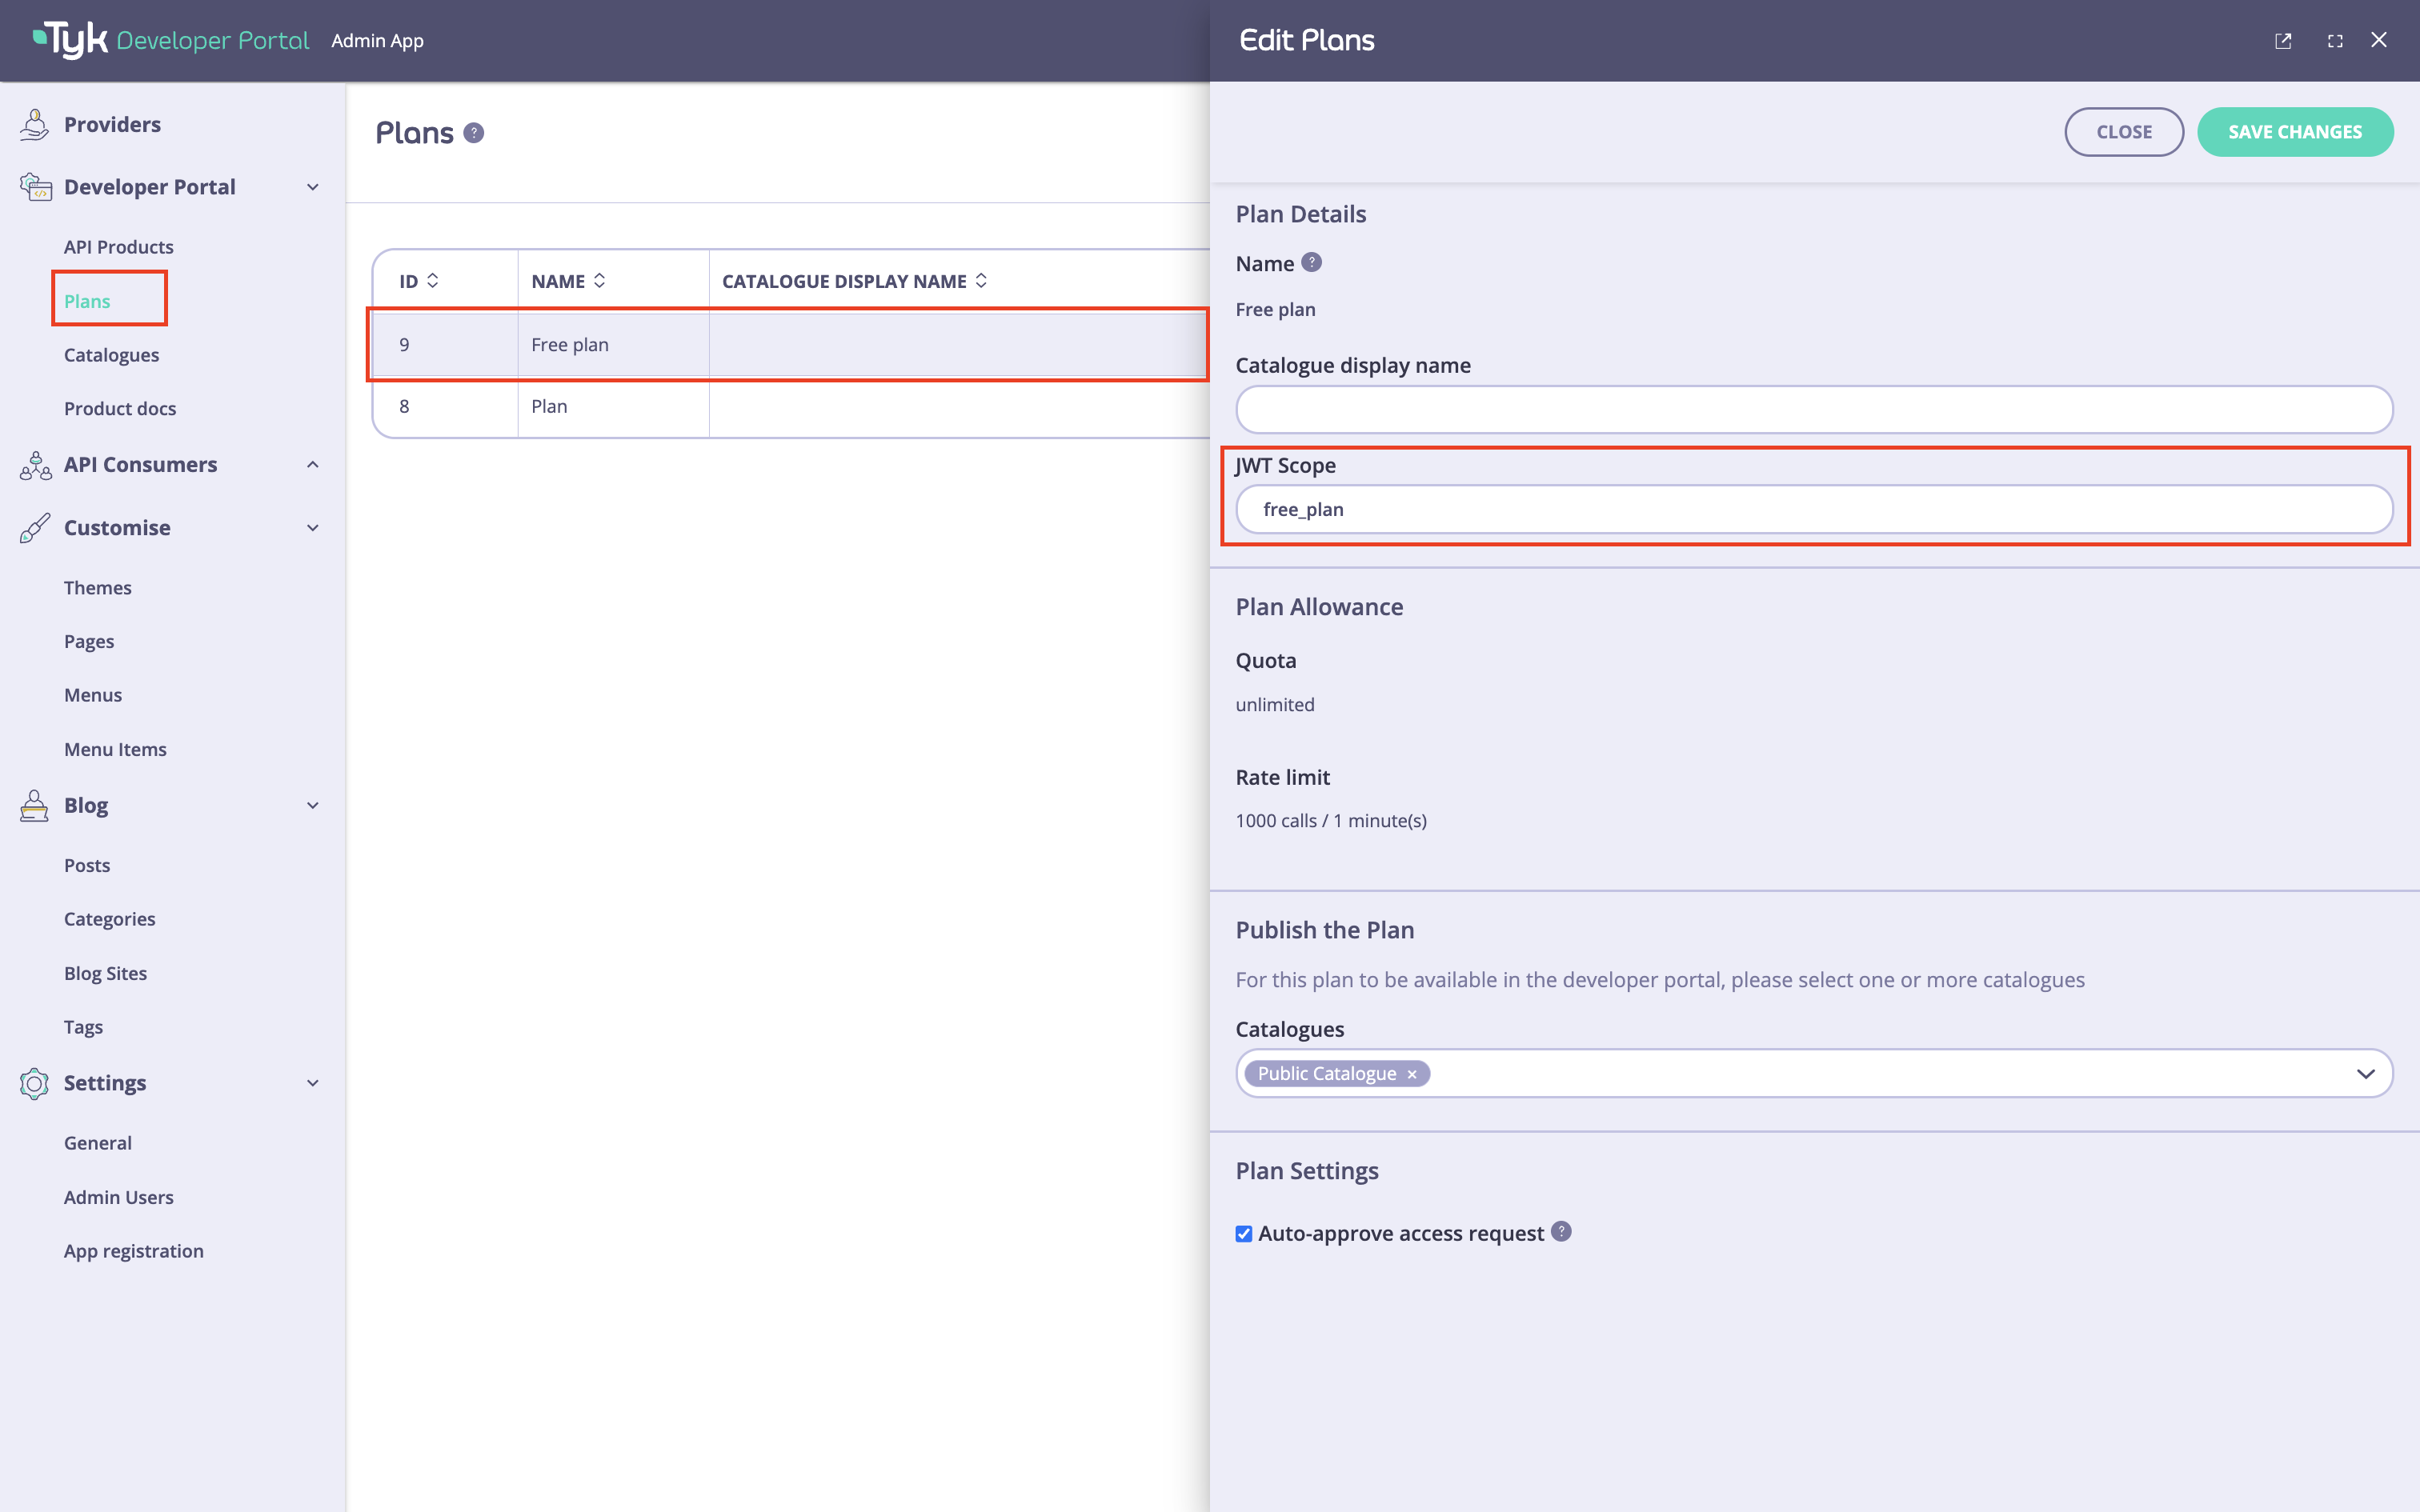 Tyk Developer Portal Admin App
Providers
Developer Portal
API Products
Plans
Catalogues
Product docs
API Consumers
Customise
Themes
Pages
Menus
Menu Items
Blog
Posts
Categories
Blog Sites
Tags
Settings
General
Admin Users
App registration
Plans ?
ID NAME CATALOGUE DISPLAY NAME
9 Free plan
8 Plan
Edit Plans
CLOSE SAVE CHANGES
Plan Details
Name ?
Free plan
Catalogue display name
JWT Scope
free_plan
Plan Allowance
Quota
unlimited
Rate limit
1000 calls / 1 minute(s)
Publish the Plan
For this plan to be available in the developer portal, please select one or more catalogues
Catalogues
Public Catalogue ×
Plan Settings
Auto-approve access request ?